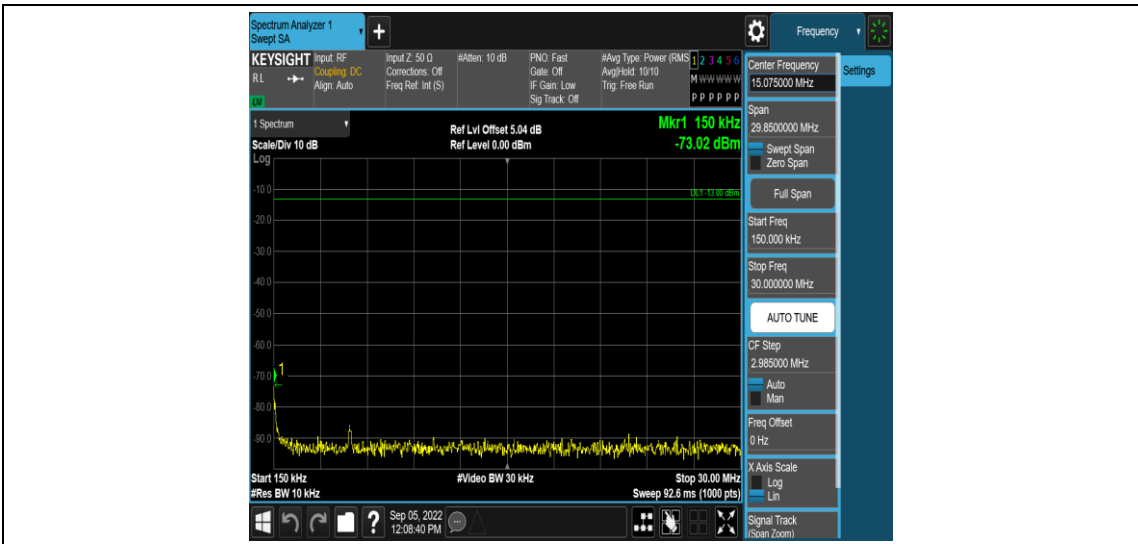 Spectrum Analyzer 1
Swept SA
+
Frequency
KEYSIGHT
RL
LXI
Input: RF
Coupling: DC
Align: Auto
Input Z: 50 Ω
Corrections: Off
Freq Ref: Int (S)
#Atten: 10 dB
PNO: Fast
Gate: Off
IF Gain: Low
Sig Track: Off
#Avg Type: Power (RMS
Avg|Hold: 10/10
Trig: Free Run
1 2 3 4 5 6
M W W W W W
P P P P P P
1 Spectrum
Scale/Div 10 dB
Log
Ref Lvl Offset 5.04 dB
Ref Level 0.00 dBm
Mkr1 150 kHz
-73.02 dBm
DL1 -13.00 dBm
-10.0
-20.0
-30.0
-40.0
-50.0
-60.0
-70.0
1
-80.0
-90.0
Start 150 kHz
#Res BW 10 kHz
#Video BW 30 kHz
Stop 30.00 MHz
Sweep 92.6 ms (1000 pts)
?
Sep 05, 2022
12:08:40 PM
Center Frequency
15.075000 MHz
Settings
Span
29.8500000 MHz
Swept Span
Zero Span
Full Span
Start Freq
150.000 kHz
Stop Freq
30.000000 MHz
AUTO TUNE
CF Step
2.985000 MHz
Auto
Man
Freq Offset
0 Hz
X Axis Scale
Log
Lin
Signal Track
(Span Zoom)